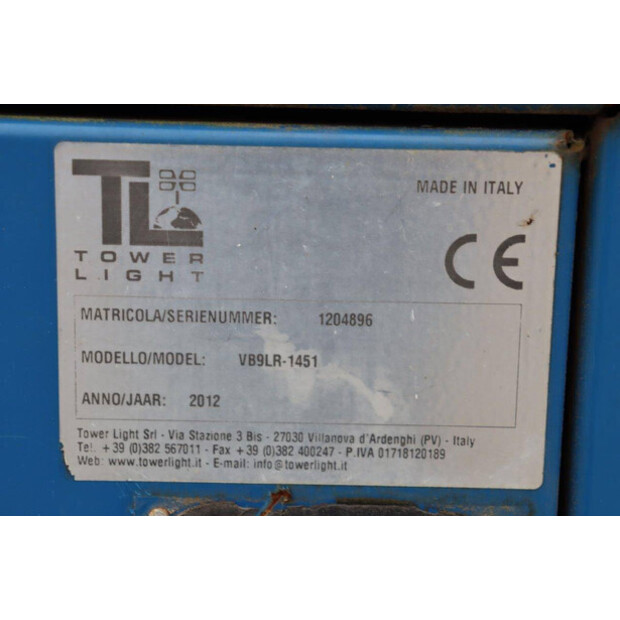 TL
TOWER
LIGHT
MADE IN ITALY
CE
MATRICOLA/SERIENUMMER: 1204896
MODELLO/MODEL: VB9LR-1451
ANNO/JAAR: 2012
Tower Light Srl - Via Stazione 3 Bis - 27030 Villanova d'Ardenghi (PV) - Italy
Tel. + 39 (0)382 567011 - Fax + 39 (0)382 400247 - P.IVA 01718120189
Web: www.towerlight.it - E-mail: info@towerlight.it